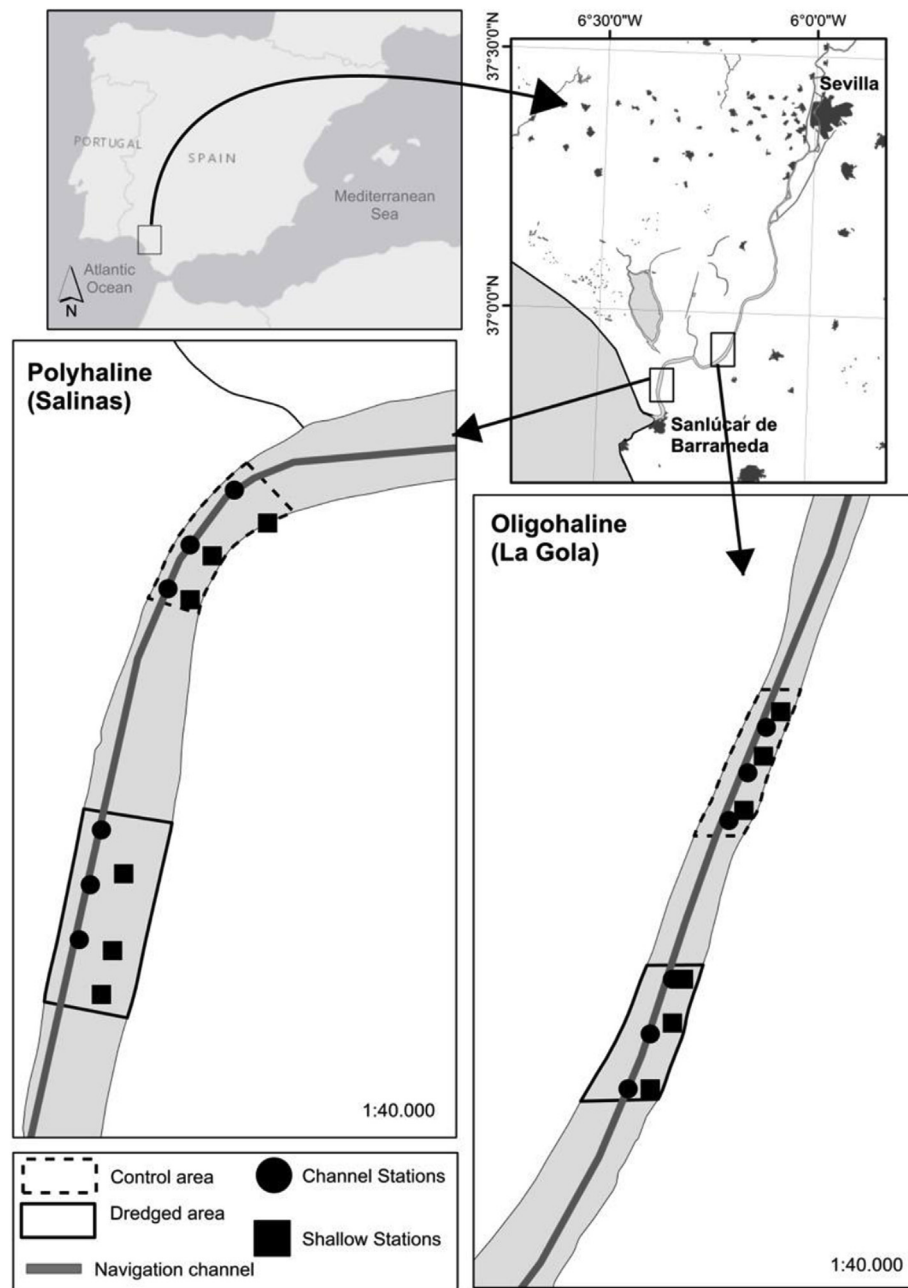 PORTUGAL
SPAIN
Mediterranean
Sea
Atlantic
Ocean
N
6°30'0"W
6°0'0"W
37°30'0"N
37°0'0"N
Sevilla
Sanlúcar de
Barrameda
Polyhaline
(Salinas)
1:40.000
Oligohaline
(La Gola)
1:40.000
Control area
Dredged area
Navigation channel
Channel Stations
Shallow Stations